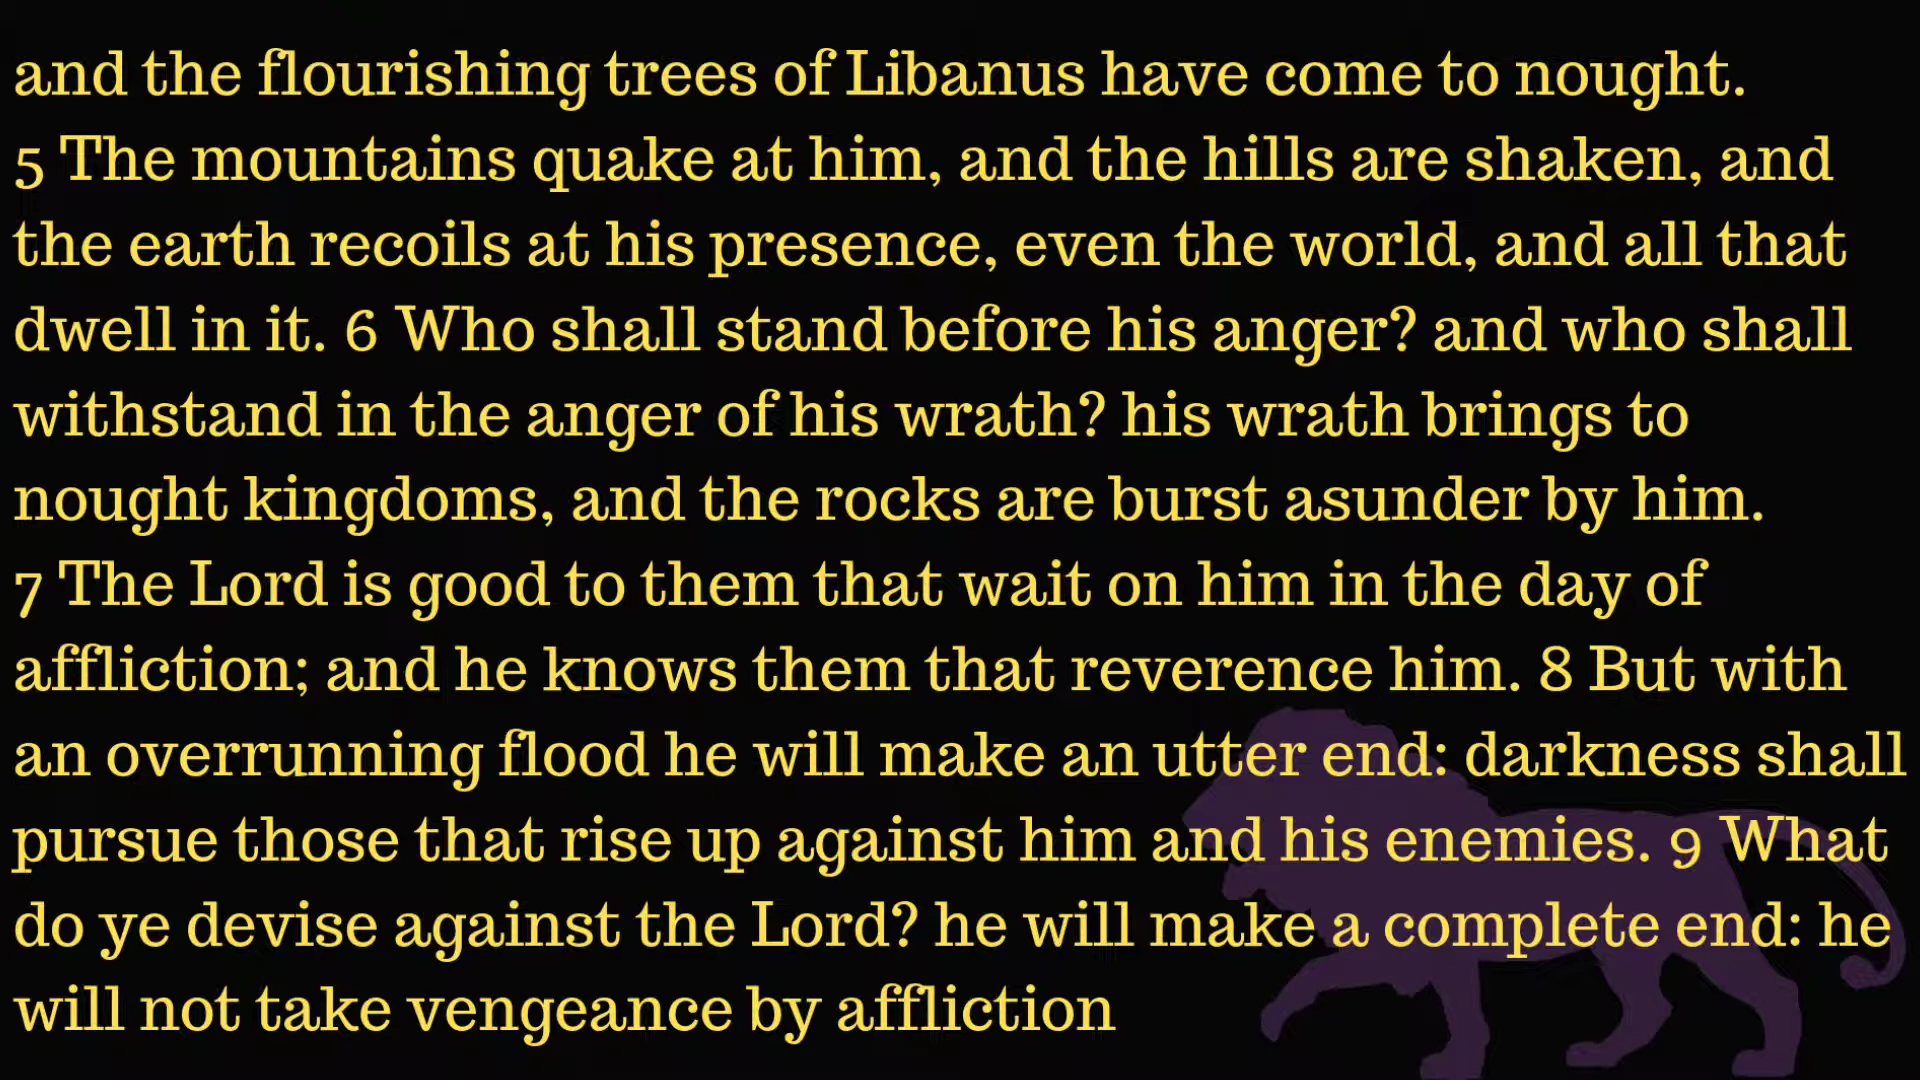 and the flourishing trees of Libanus have come to nought.
5 The mountains quake at him, and the hills are shaken, and
the earth recoils at his presence, even the world, and all that
dwell in it. 6 Who shall stand before his anger? and who shall
withstand in the anger of his wrath? his wrath brings to
nought kingdoms, and the rocks are burst asunder by him.
7 The Lord is good to them that wait on him in the day of
affliction; and he knows them that reverence him. 8 But with
an overrunning flood he will make an utter end: darkness shall
pursue those that rise up against him and his enemies. 9 What
do ye devise against the Lord? he will make a complete end: he
will not take vengeance by affliction